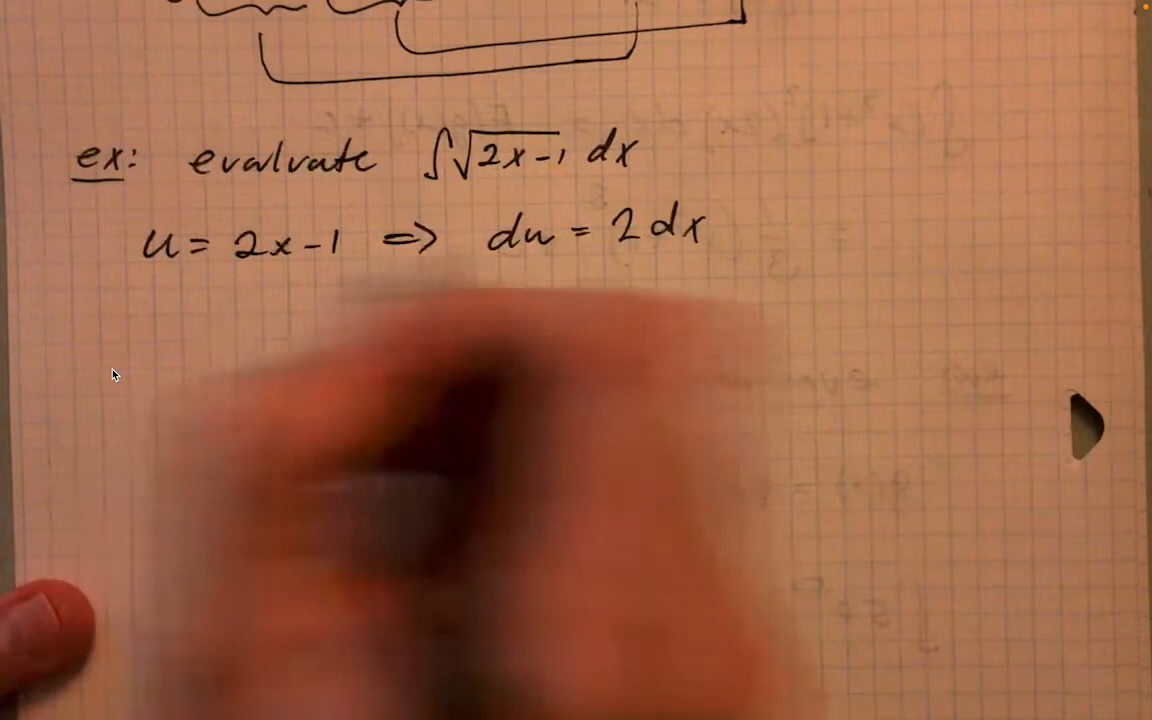 ex: evaluate ∫√(2x-1) dx
u = 2x-1 => du = 2dx